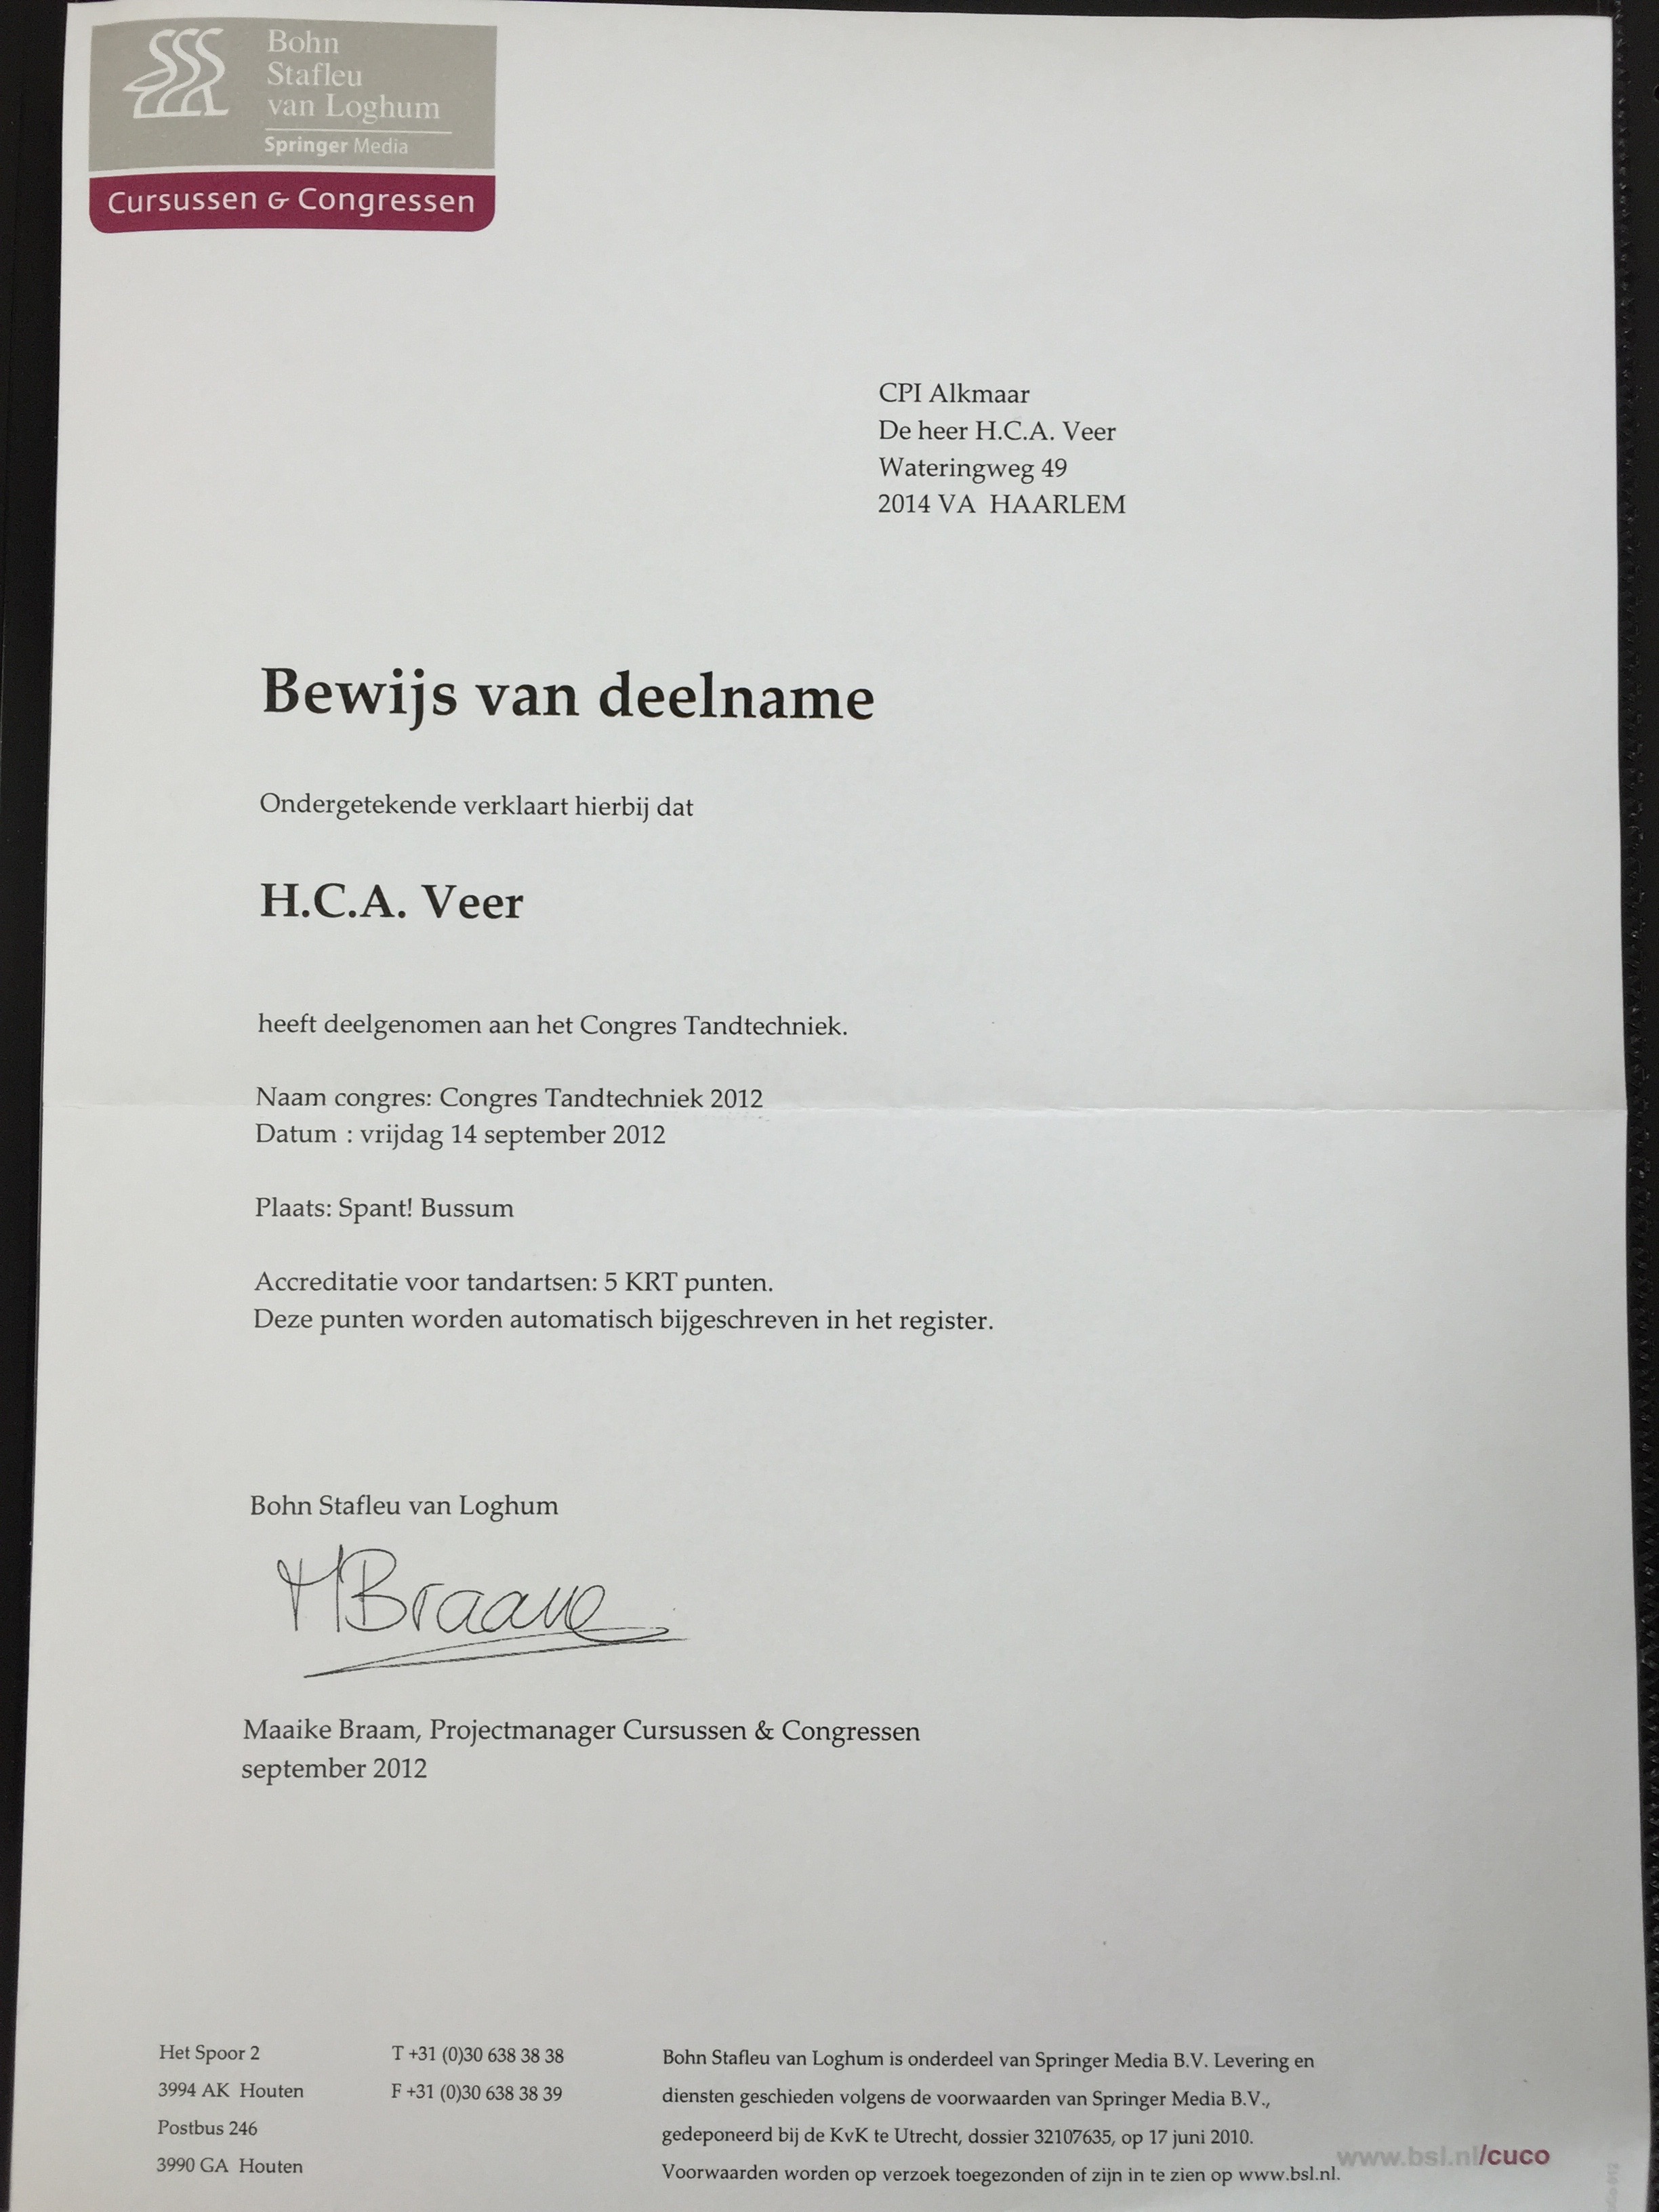 Bohn
Stafleu
van Loghum
Springer Media
Cursussen & Congressen
CPI Alkmaar
De heer H.C.A. Veer
Wateringweg 49
2014 VA HAARLEM
Bewijs van deelname
Ondergetekende verklaart hierbij dat
H.C.A. Veer
heeft deelgenomen aan het Congres Tandtechniek.
Naam congres: Congres Tandtechniek 2012
Datum : vrijdag 14 september 2012
Plaats: Spant! Bussum
Accreditatie voor tandartsen: 5 KRT punten.
Deze punten worden automatisch bijgeschreven in het register.
Bohn Stafleu van Loghum
MBraam
Maaike Braam, Projectmanager Cursussen & Congressen
september 2012
Het Spoor 2
3994 AK Houten
Postbus 246
3990 GA Houten
T +31 (0)30 638 38 38
F +31 (0)30 638 38 39
Bohn Stafleu van Loghum is onderdeel van Springer Media B.V. Levering en
diensten geschieden volgens de voorwaarden van Springer Media B.V.,
gedeponeerd bij de KvK te Utrecht, dossier 32107635, op 17 juni 2010.
Voorwaarden worden op verzoek toegezonden of zijn in te zien op www.bsl.nl.
www.bsl.nl/cuco